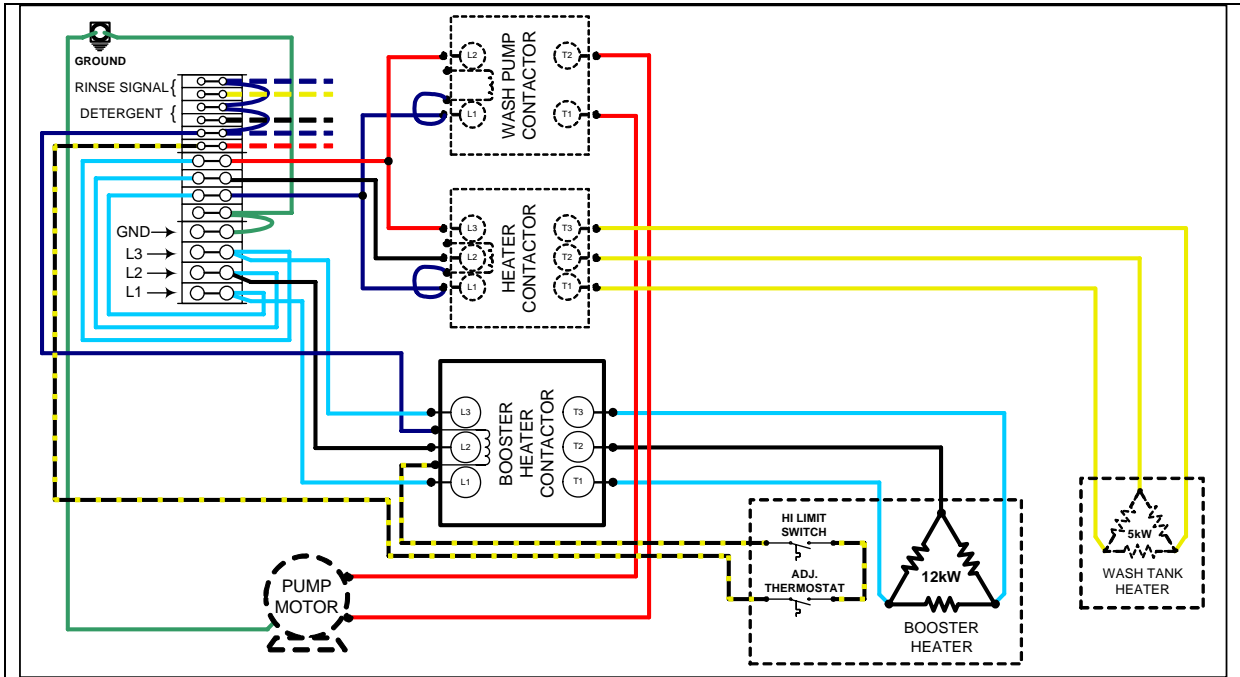 GROUND
RINSE SIGNAL{
DETERGENT {
GND
L3
L2
L1
L2
L1
WASH PUMP
CONTACTOR
T2
T1
L3
L2
L1
HEATER
CONTACTOR
T3
T2
T1
L3
L2
L1
BOOSTER
HEATER
CONTACTOR
T3
T2
T1
PUMP
MOTOR
HI LIMIT
SWITCH
ADJ.
THERMOSTAT
12kW
BOOSTER
HEATER
5kW
WASH TANK
HEATER